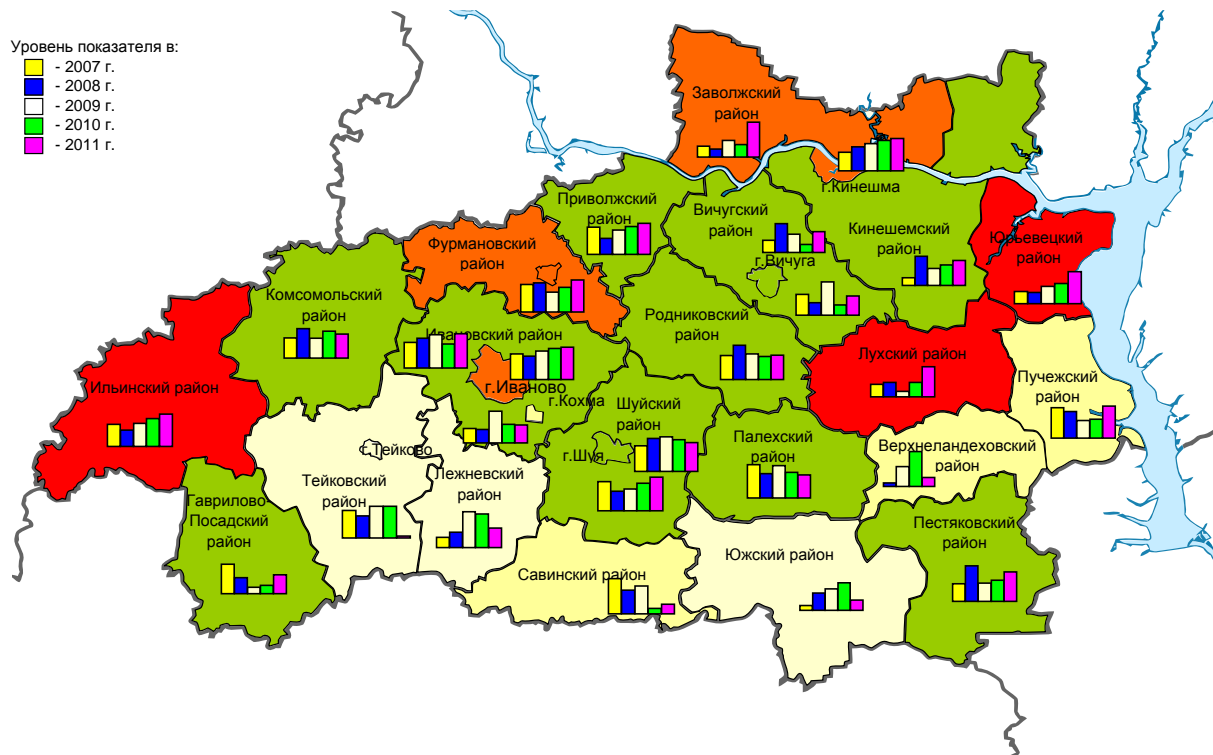 Уровень показателя в:
- 2007 г.
- 2008 г.
- 2009 г.
- 2010 г.
- 2011 г.
Заволжский
район
г.Кинешма
Приволжский
район
Вичугский
район
Кинешемский
район
Юрьевецкий
район
Фурмановский
район
г.Вичуга
Комсомольский
район
Родниковский
район
Ивановский район
Лухский район
Ильинский район
г.Иваново
Пучежский
район
г.Кохма
Шуйский
район
Палехский
район
Верхнеландеховский
район
г.Тейково
г.Шуя
Лежневский
район
Тейковский
район
Гаврилово-
Посадский
район
Пестяковский
район
Южский район
Савинский район